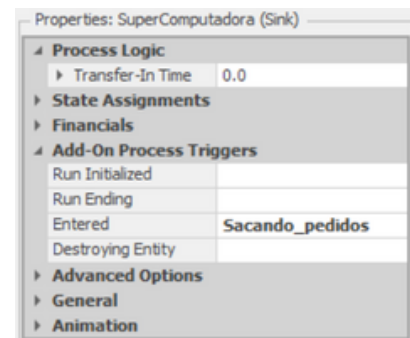 Properties: SuperComputadora (Sink)
Process Logic
Transfer-In Time 0.0
State Assignments
Financials
Add-On Process Triggers
Run Initialized
Run Ending
Entered Sacando_pedidos
Destroying Entity
Advanced Options
General
Animation